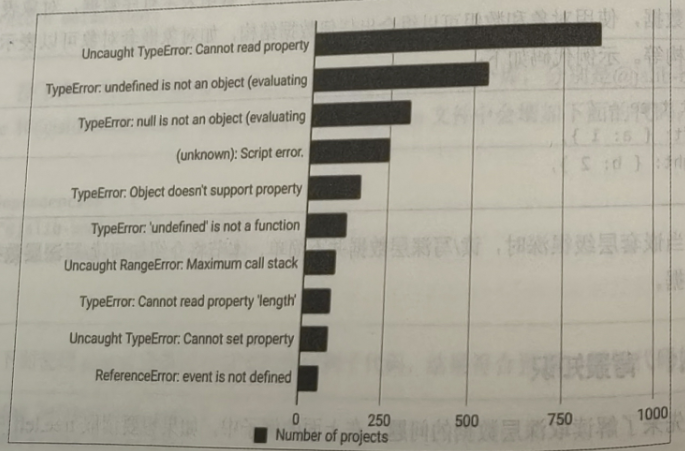 Uncaught TypeError: Cannot read property
TypeError: undefined is not an object (evaluating
TypeError: null is not an object (evaluating
(unknown): Script error.
TypeError: Object doesn't support property
TypeError: 'undefined' is not a function
Uncaught RangeError: Maximum call stack
TypeError: Cannot read property 'length'
Uncaught TypeError: Cannot set property
ReferenceError: event is not defined
0 250 500 750 1000
Number of projects